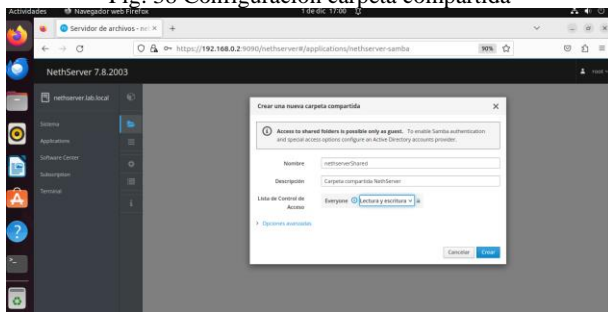 Fig. 38 Configuración carpeta compartida
Actividades Navegador web Firefox 1 de dic 17:00
Servidor de archivos - ne
https://192.168.0.2:9090/nethserver#/applications/nethserver-samba 90%
NethServer 7.8.2003 root
nethserver.lab.local
Sistema
Applications
Software Center
Subscription
Terminal
Crear una nueva carpeta compartida
Access to shared folders is possible only as guest. To enable Samba authentication
and special access options configure an Active Directory accounts provider.
Nombre nethserverShared
Descripción Carpeta compartida NethServer
Lista de Control de
Acceso
Everyone Lectura y escritura
Opciones avanzadas
Cancelar Crear